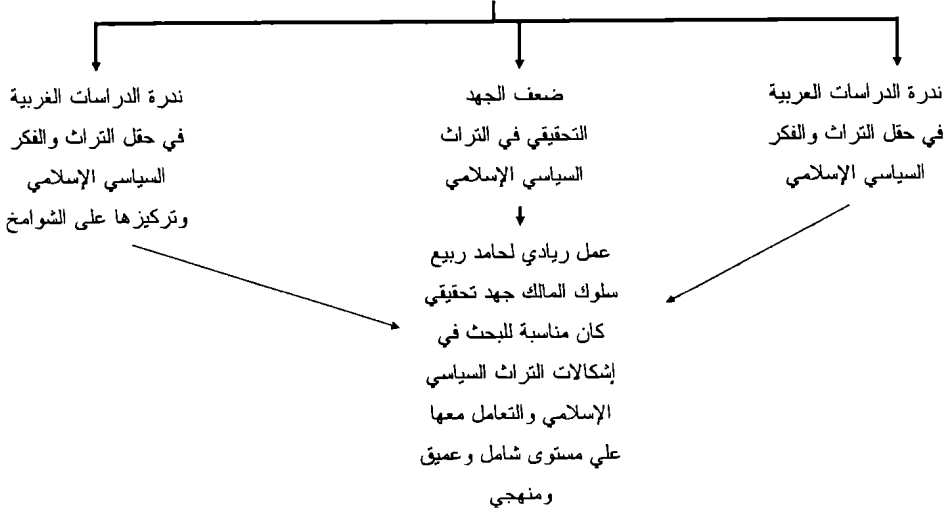 ندرة الدراسات العربية
في حقل التراث والفكر
السياسي الإسلامي
ضعف الجهد
التحقيقي في التراث
السياسي الإسلامي
ندرة الدراسات الغربية
في حقل التراث والفكر
السياسي الإسلامي
وتركيزها على الشوامخ
عمل ريادي لحامد ربيع
سلوك المالك جهد تحقيقي
كان مناسبة للبحث في
إشكالات التراث السياسي
الإسلامي والتعامل معها
علي مستوى شامل وعميق
ومنهجي